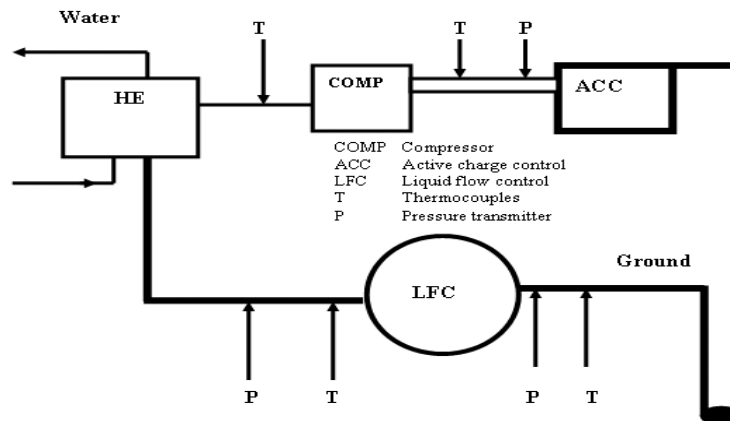 Water
T
T
P
HE
COMP
ACC
COMP Compressor
ACC Active charge control
LFC Liquid flow control
T Thermocouples
P Pressure transmitter
Ground
LFC
P
T
P
T